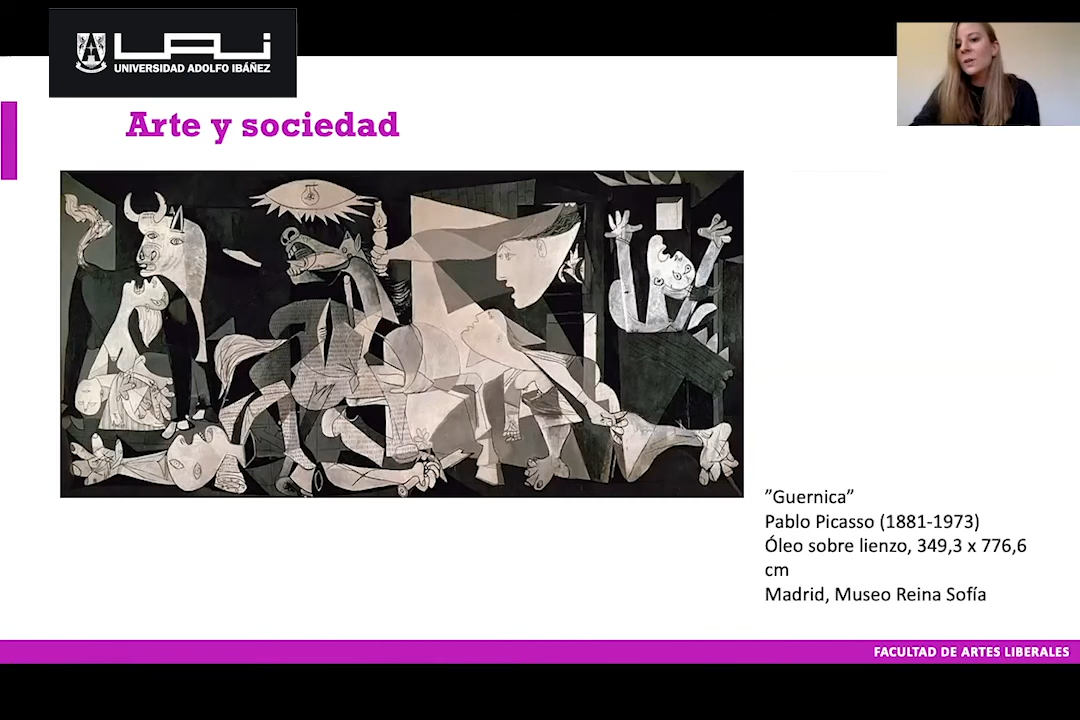 UAI
UNIVERSIDAD ADOLFO IBÁÑEZ
Arte y sociedad
”Guernica”
Pablo Picasso (1881-1973)
Óleo sobre lienzo, 349,3 x 776,6
cm
Madrid, Museo Reina Sofía
FACULTAD DE ARTES LIBERALES